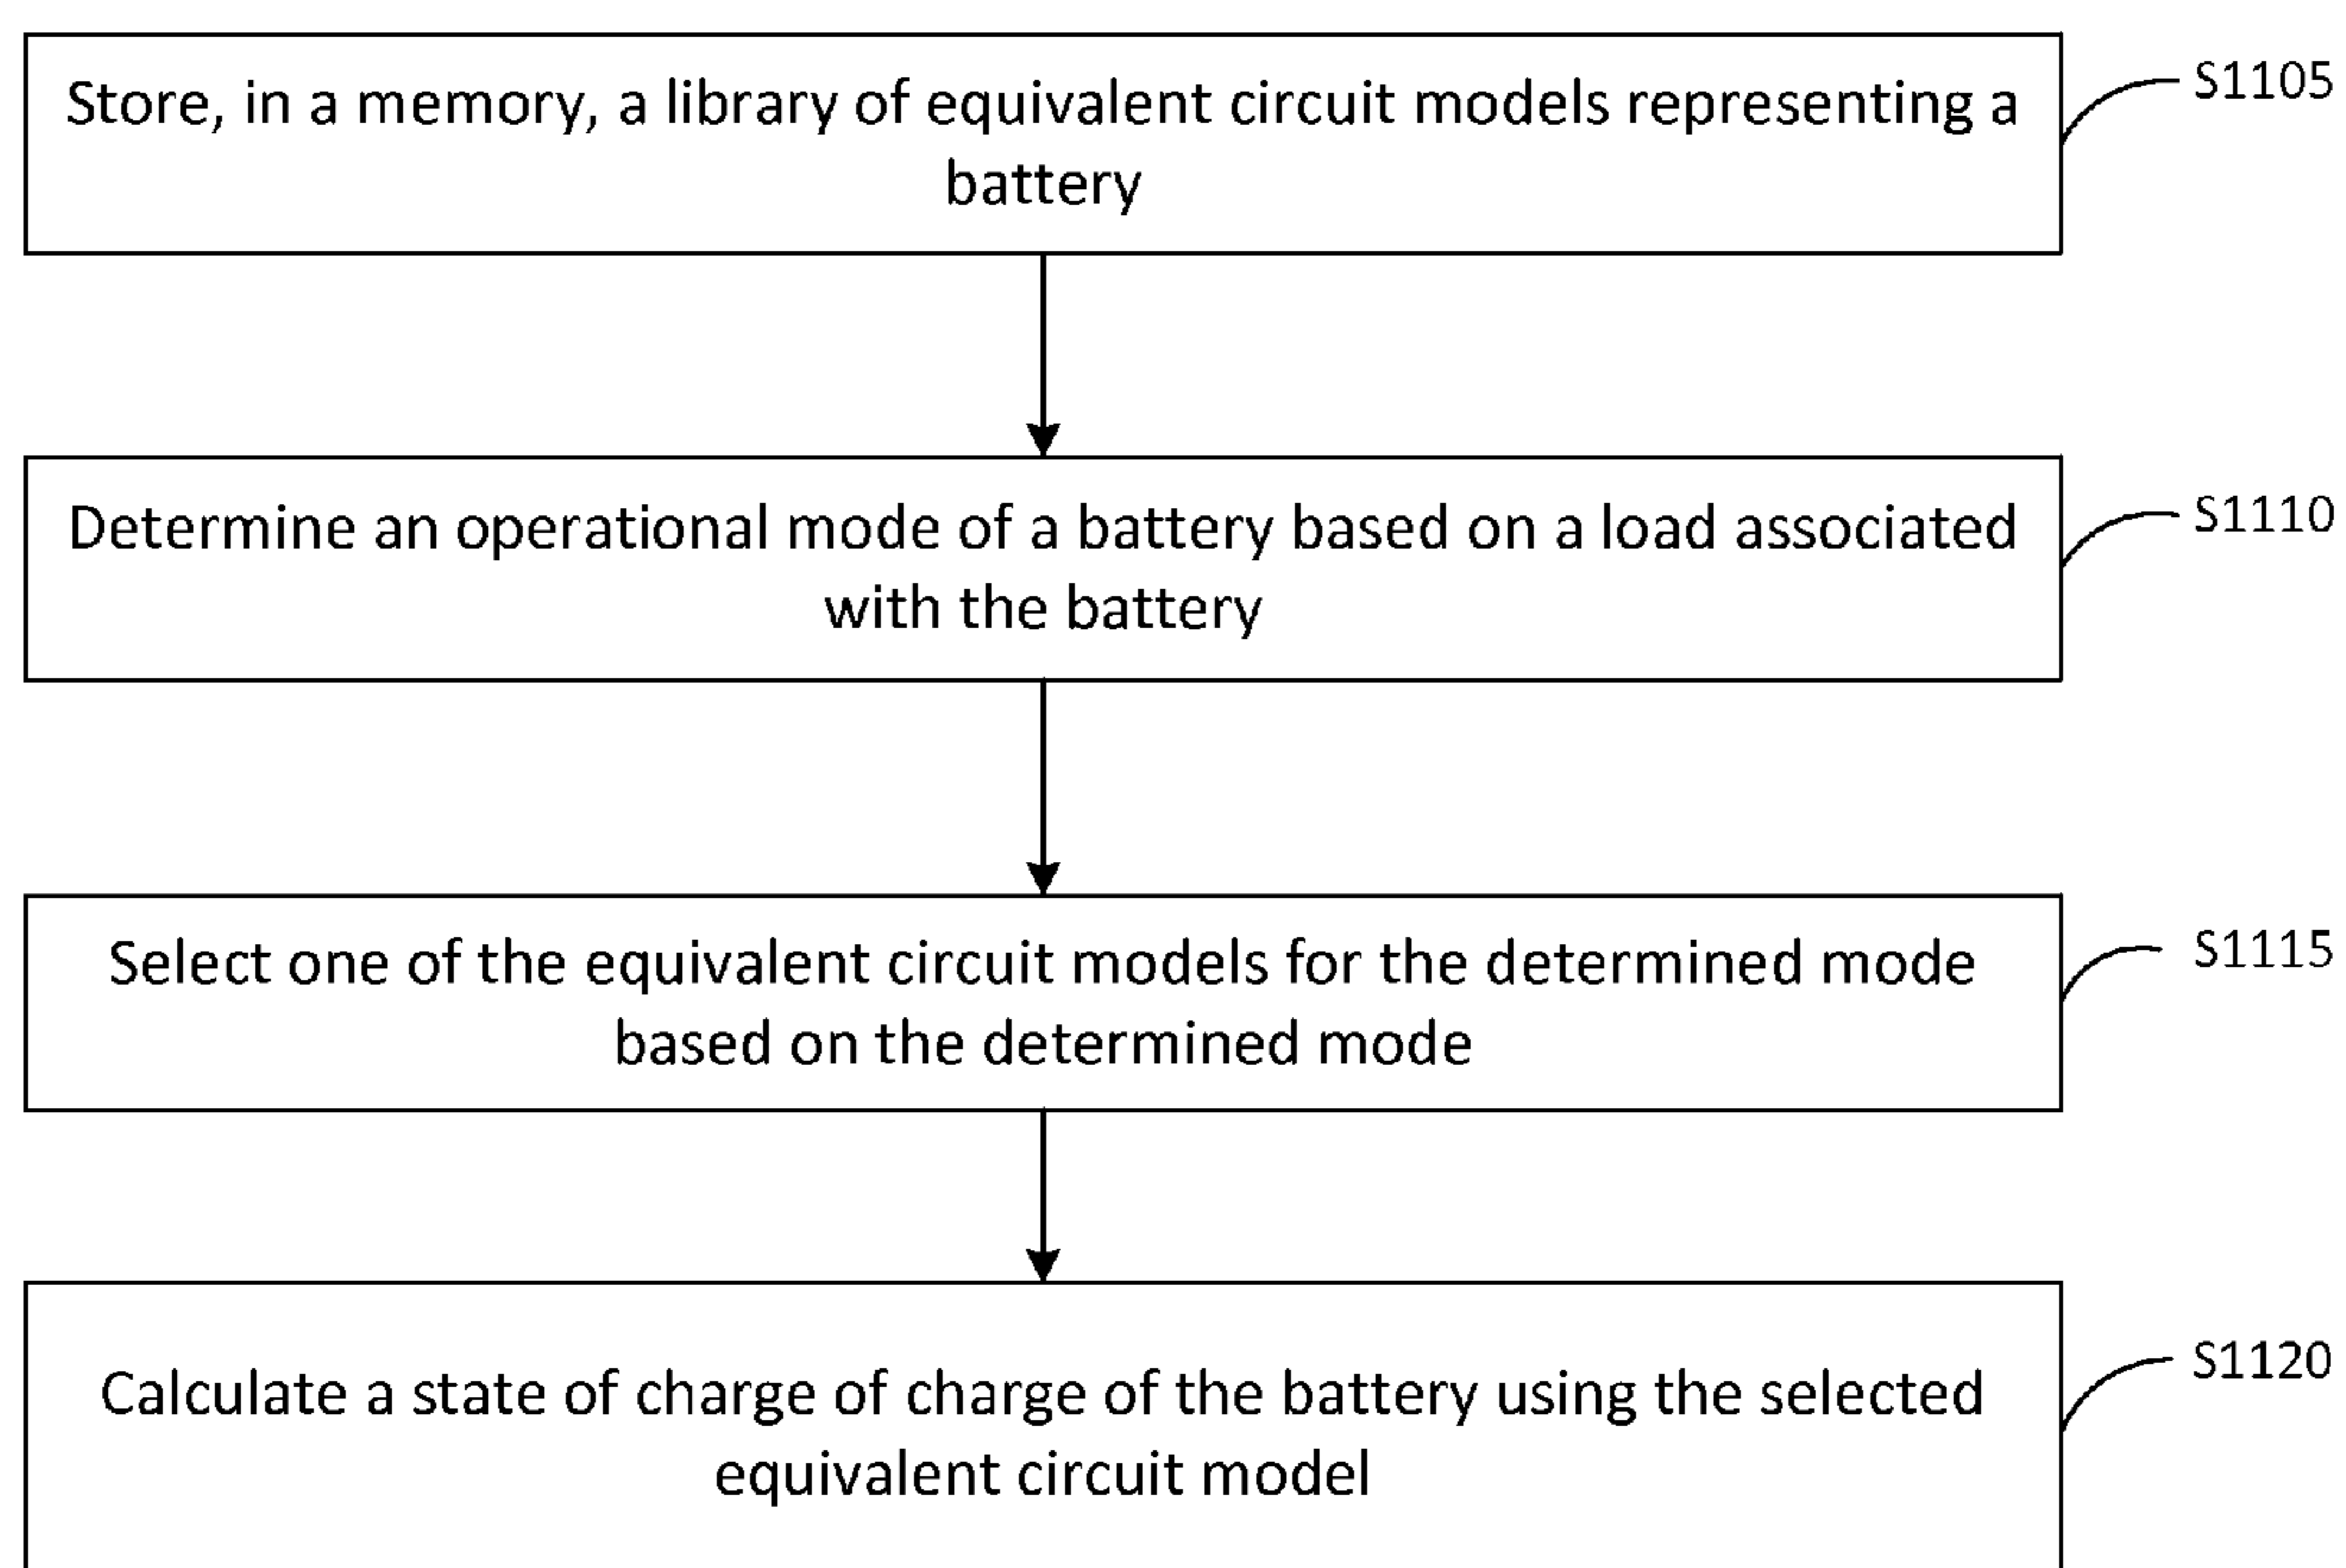 Store, in a memory, a library of equivalent circuit models representing a
battery
S1105
Determine an operational mode of a battery based on a load associated
with the battery
S1110
Select one of the equivalent circuit models for the determined mode
based on the determined mode
S1115
Calculate a state of charge of charge of the battery using the selected
equivalent circuit model
S1120